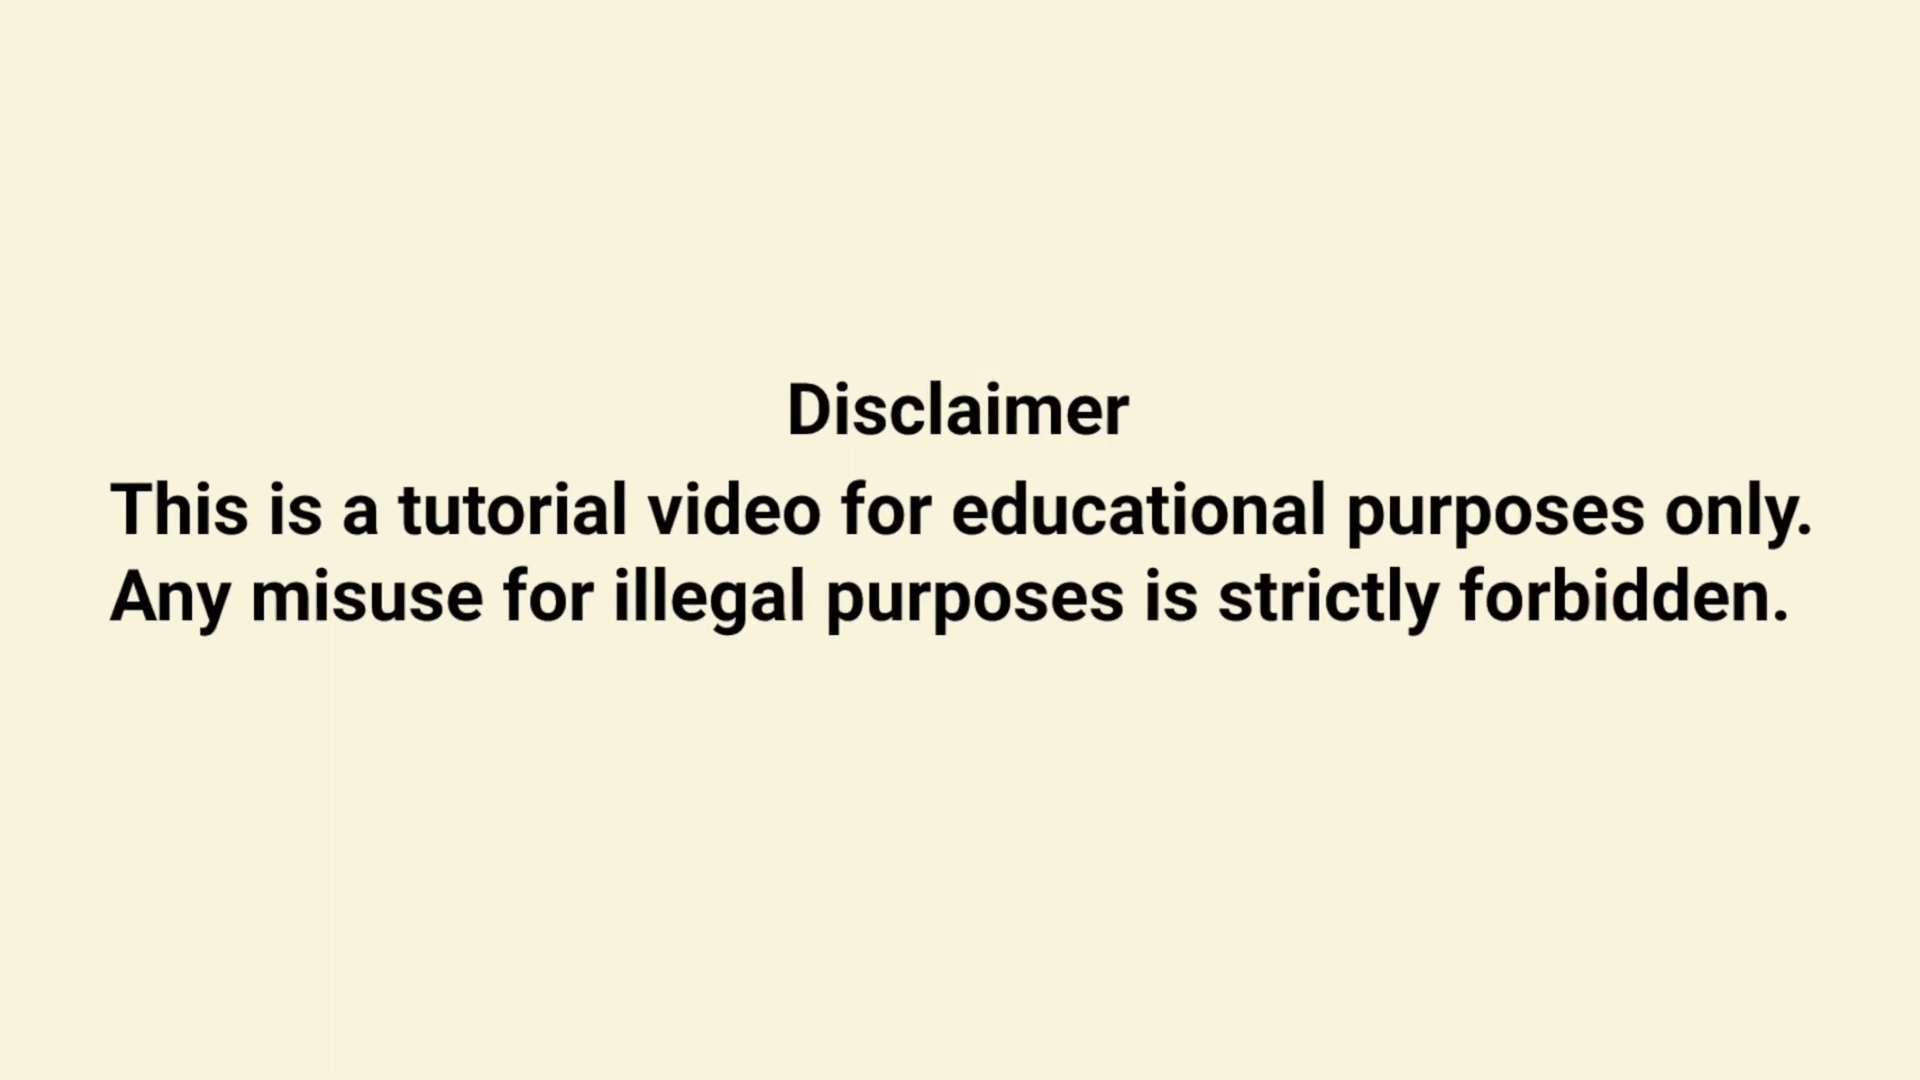 Disclaimer
This is a tutorial video for educational purposes only.
Any misuse for illegal purposes is strictly forbidden.